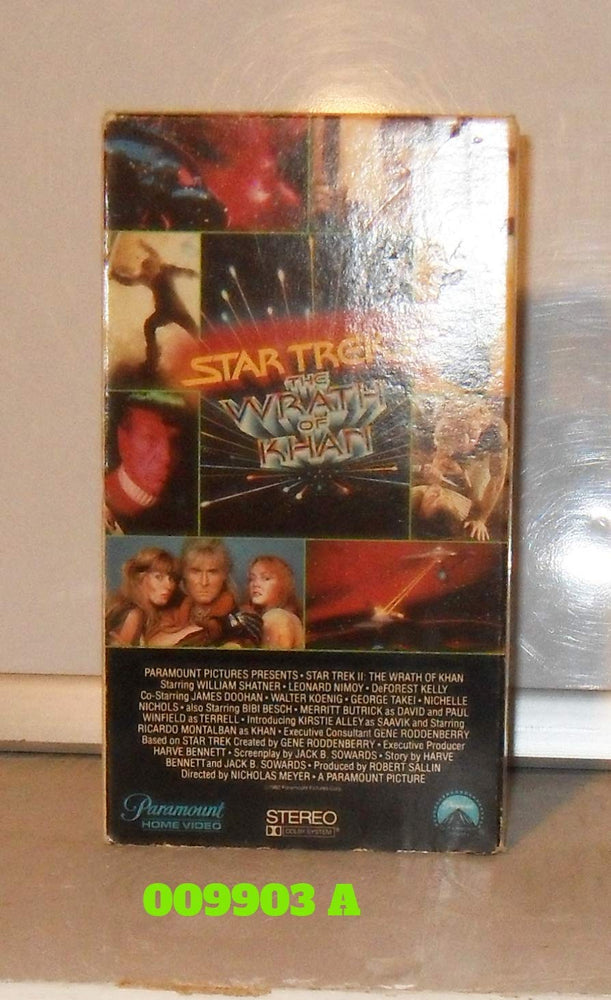 STAR TREK
THE
WRATH
OF
KHAN
PARAMOUNT PICTURES PRESENTS • STAR TREK II: THE WRATH OF KHAN
Starring WILLIAM SHATNER • LEONARD NIMOY • DeFOREST KELLY
Co-Starring JAMES DOOHAN • WALTER KOENIG • GEORGE TAKEI • NICHELLE
NICHOLS • also Starring BIBI BESCH • MERRITT BUTRICK as DAVID and PAUL
WINFIELD as TERRELL • Introducing KIRSTIE ALLEY as SAAVIK and Starring
RICARDO MONTALBAN as KHAN • Executive Consultant GENE RODDENBERRY
Based on STAR TREK Created by GENE RODDENBERRY • Executive Producer
HARVE BENNETT • Screenplay by JACK B. SOWARDS • Story by HARVE
BENNETT and JACK B. SOWARDS • Produced by ROBERT SALLIN
Directed by NICHOLAS MEYER • A PARAMOUNT PICTURE
©1982 Paramount Pictures Corp.
Paramount
HOME VIDEO
STEREO
DOLBY SYSTEM®
009903 A